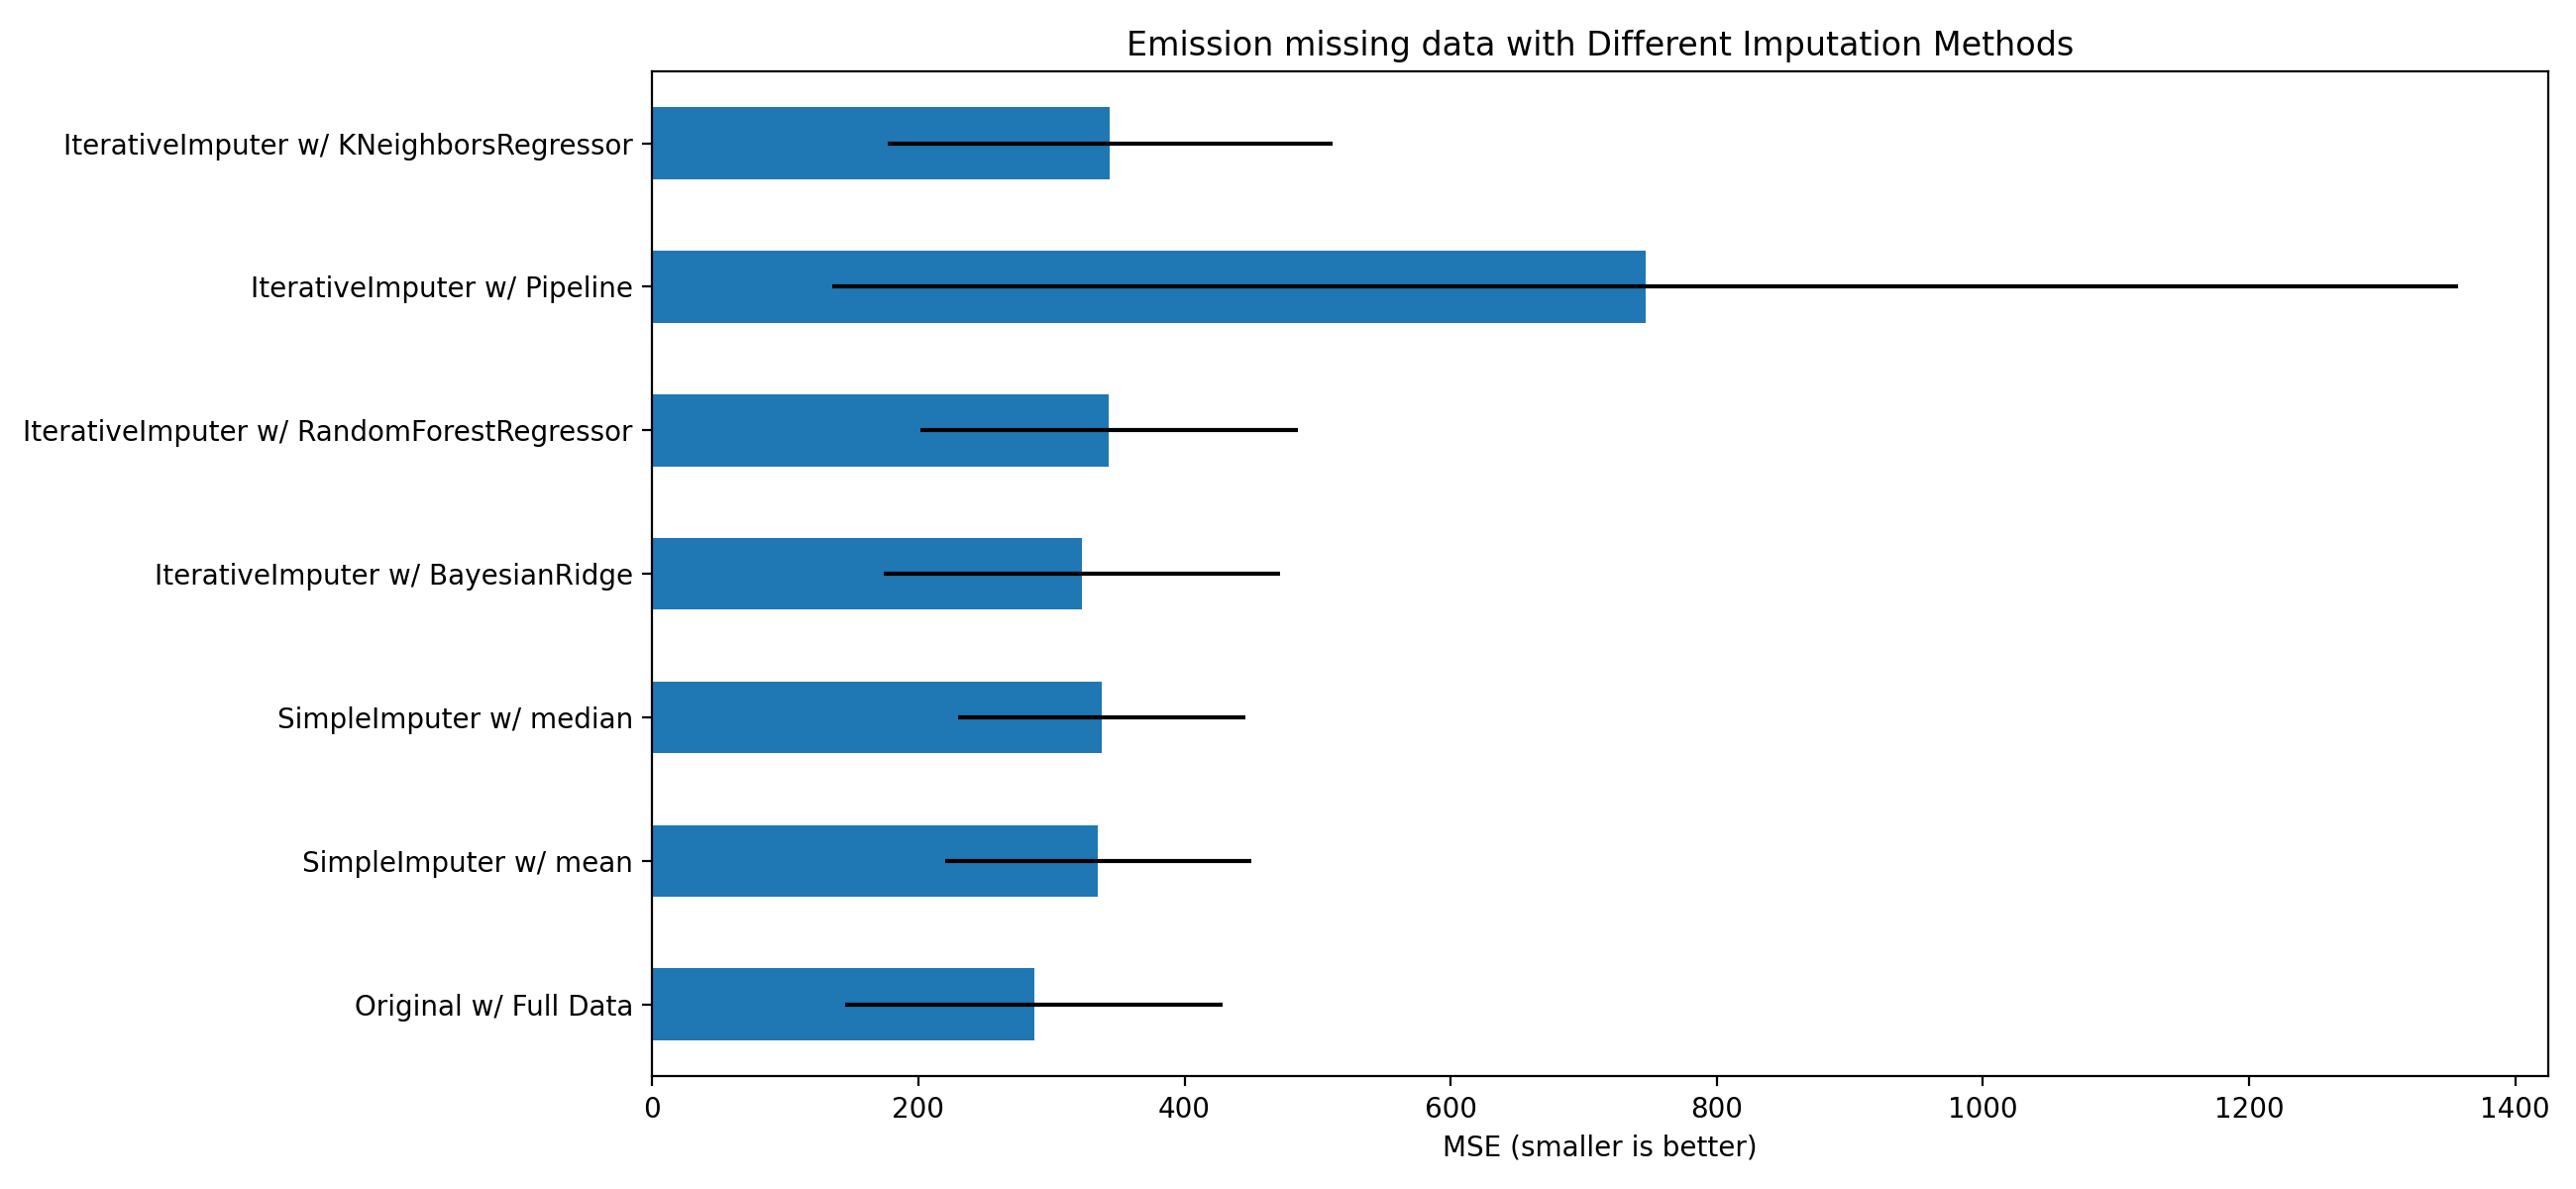 Emission missing data with Different Imputation Methods
IterativeImputer w/ KNeighborsRegressor
IterativeImputer w/ Pipeline
IterativeImputer w/ RandomForestRegressor
IterativeImputer w/ BayesianRidge
SimpleImputer w/ median
SimpleImputer w/ mean
Original w/ Full Data
0 200 400 600 800 1000 1200 1400
MSE (smaller is better)